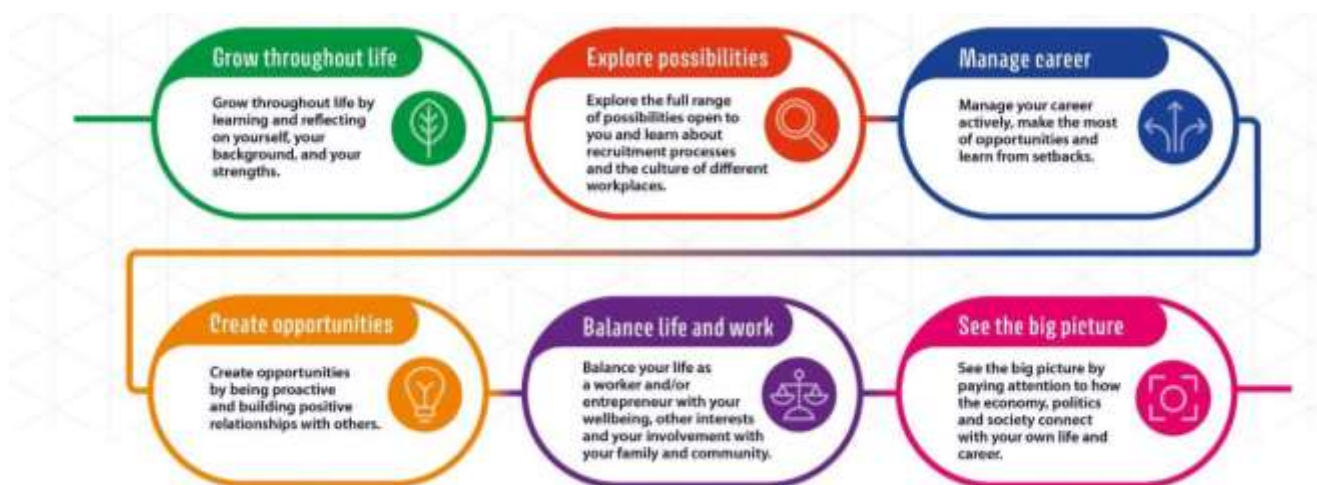 Grow throughout life
Grow throughout life by
learning and reflecting
on yourself, your
background, and your
strengths.
Explore possibilities
Explore the full range
of possibilities open to
you and learn about
recruitment processes
and the culture of different
workplaces.
Manage career
Manage your career
actively, make the most
of opportunities and
learn from setbacks.
Create opportunities
Create opportunities
by being proactive
and building positive
relationships with others.
Balance life and work
Balance your life as
a worker and/or
entrepreneur with your
wellbeing, other interests
and your involvement with
your family and community.
See the big picture
See the big picture by
paying attention to how
the economy, politics
and society connect
with your own life and
career.